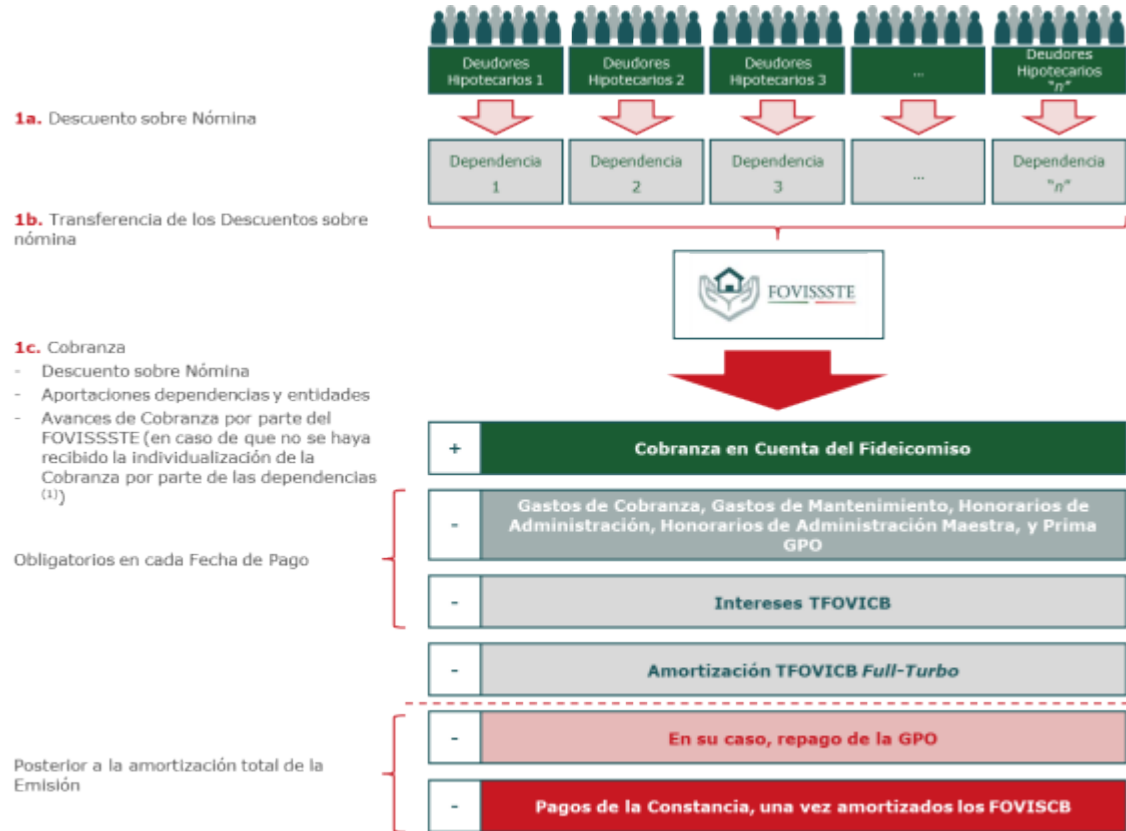 Deudores
Hipotecarios 1
Deudores
Hipotecarios 2
Deudores
Hipotecarios 3
...
Deudores
Hipotecarios
"n"
1a. Descuento sobre Nómina
Dependencia
1
Dependencia
2
Dependencia
3
...
Dependencia
"n"
1b. Transferencia de los Descuentos sobre
nómina
FOVISSSTE
1c. Cobranza
- Descuento sobre Nómina
- Aportaciones dependencias y entidades
- Avances de Cobranza por parte del
FOVISSSTE (en caso de que no se haya
recibido la individualización de la
Cobranza por parte de las dependencias
(1))
+ Cobranza en Cuenta del Fideicomiso
Obligatorios en cada Fecha de Pago
- Gastos de Cobranza, Gastos de Mantenimiento, Honorarios de
Administración, Honorarios de Administración Maestra, y Prima
GPO
- Intereses TFOVICB
- Amortización TFOVICB Full-Turbo
Posterior a la amortización total de la
Emisión
- En su caso, repago de la GPO
- Pagos de la Constancia, una vez amortizados los FOVISCB